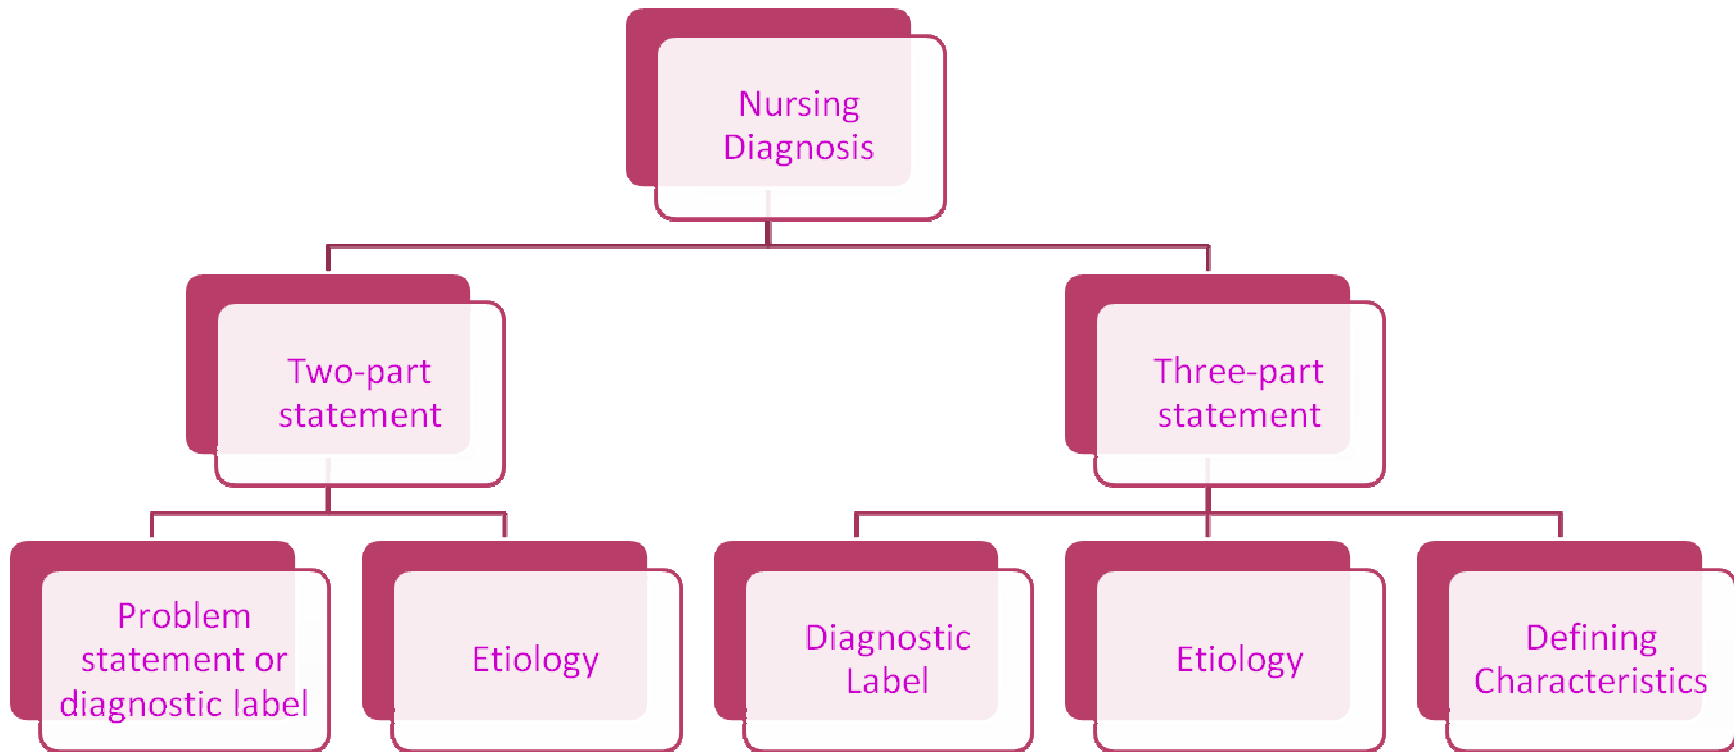 Nursing
Diagnosis
Two-part
statement
Three-part
statement
Problem
statement or
diagnostic label
Etiology
Diagnostic
Label
Etiology
Defining
Characteristics